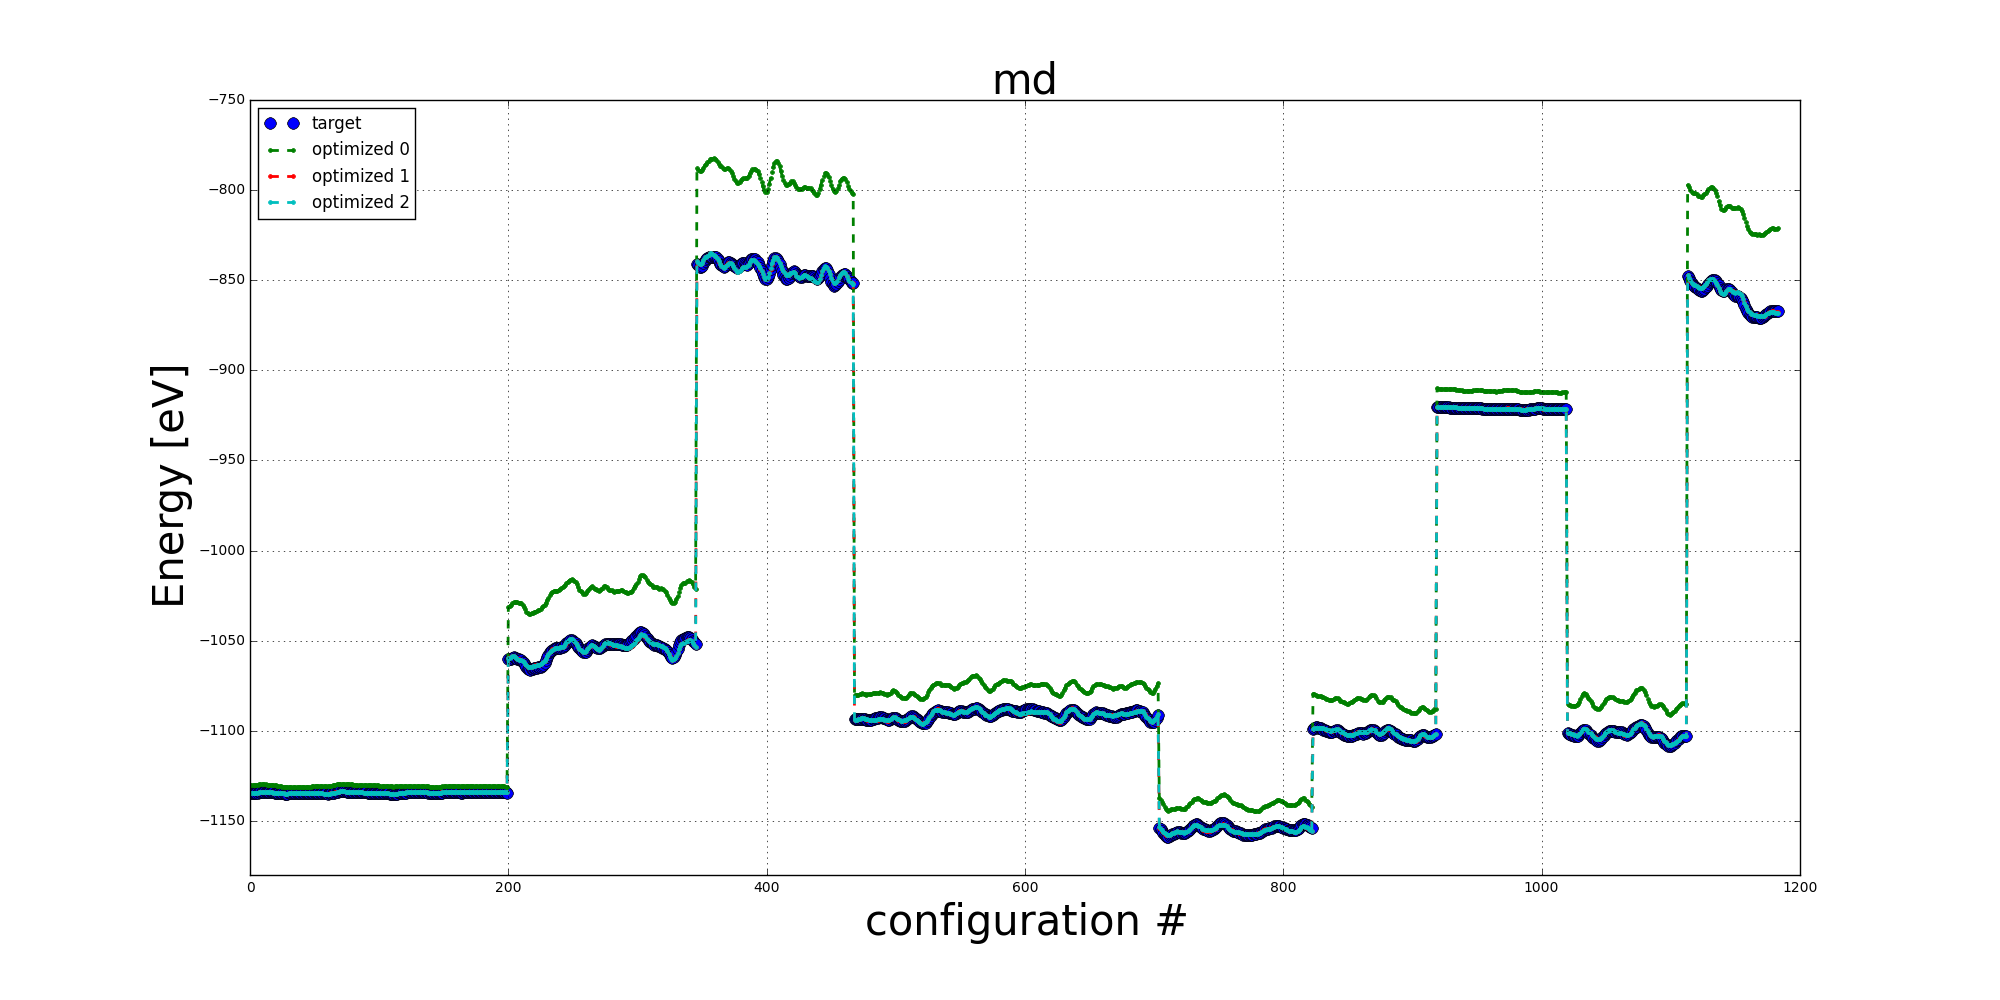 md
−750
−800
−850
−900
−950
−1000
−1050
−1100
−1150
Energy [eV]
target
optimized 0
optimized 1
optimized 2
0 200 400 600 800 1000 1200
configuration #